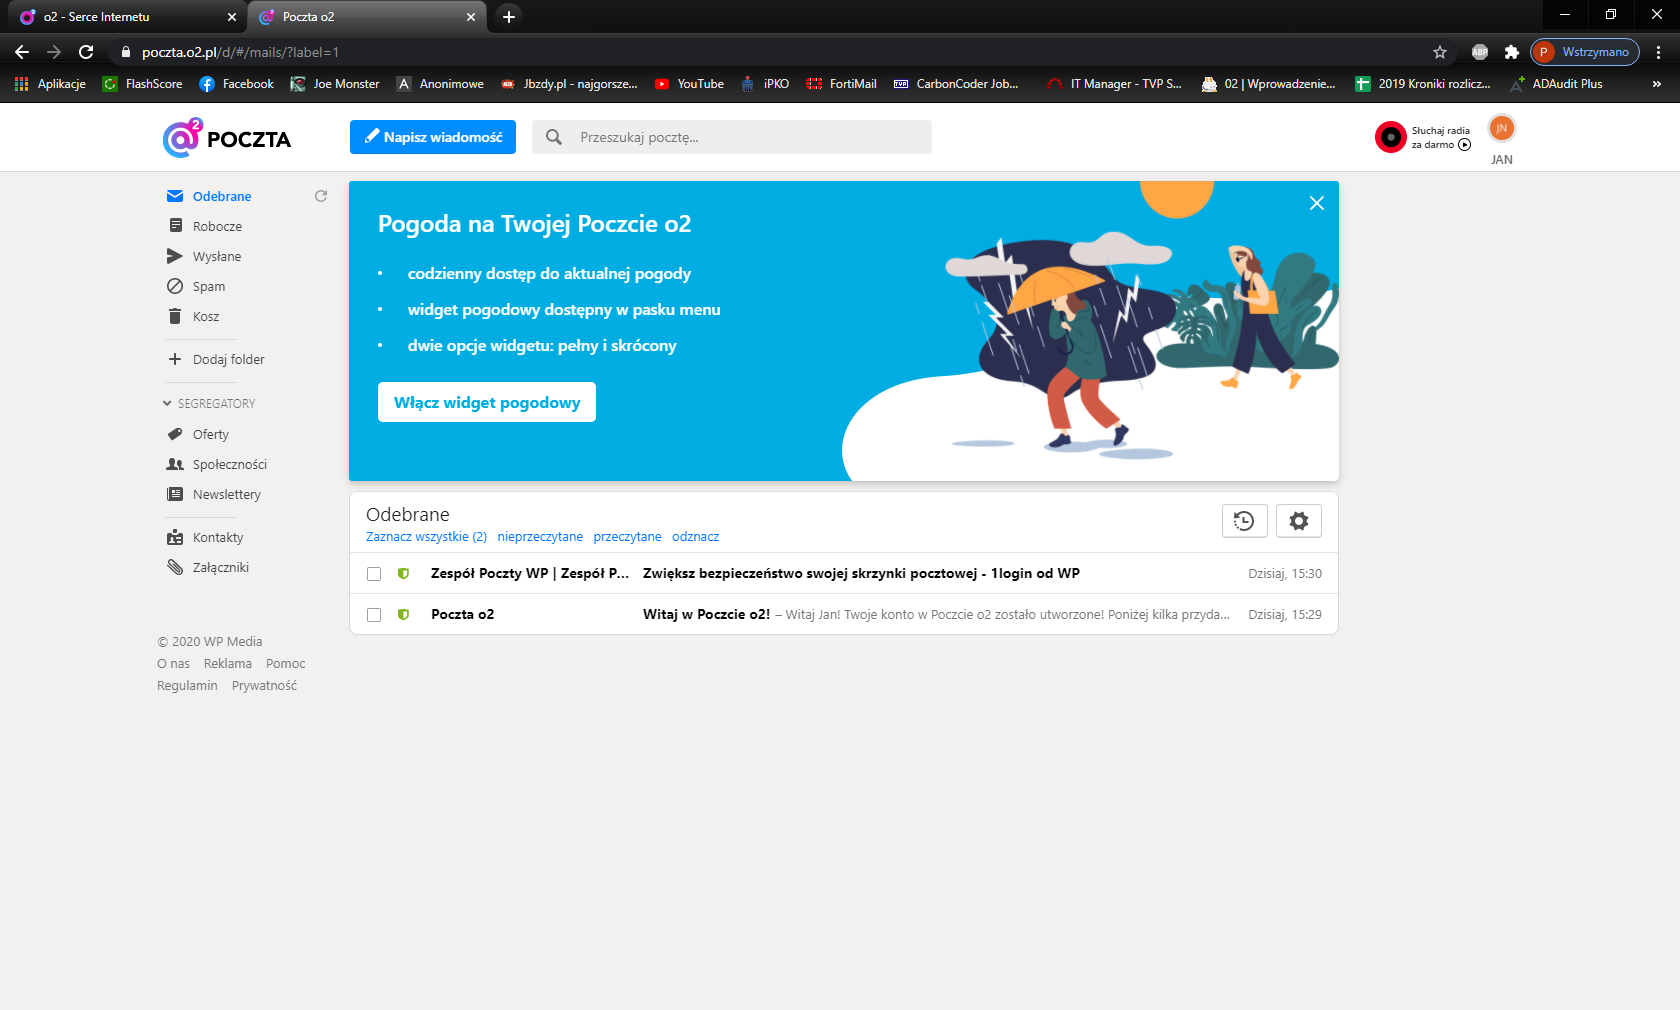 o2 - Serce Internetu
Poczta o2
poczta.o2.pl/d/#/mails/?label=1
ABP
P Wstrzymano
Aplikacje FlashScore Facebook Joe Monster A Anonimowe Jbzdy.pl - najgorsze... YouTube iPKO FortiMail CarbonCoder Job... IT Manager - TVP S... 02 | Wprowadzenie... 2019 Kroniki rozlicz... ADAudit Plus »
@2 POCZTA
Napisz wiadomość
Przeszukaj pocztę...
Słuchaj radia
za darmo
JN
JAN
Odebrane
Robocze
Wysłane
Spam
Kosz
Dodaj folder
SEGREGATORY
Oferty
Społeczności
Newslettery
Kontakty
Załączniki
© 2020 WP Media
O nas Reklama Pomoc
Regulamin Prywatność
Pogoda na Twojej Poczcie o2
• codzienny dostęp do aktualnej pogody
• widget pogodowy dostępny w pasku menu
• dwie opcje widgetu: pełny i skrócony
Włącz widget pogodowy
Odebrane
Zaznacz wszystkie (2) nieprzeczytane przeczytane odznacz
Zespół Poczty WP | Zespół P... Zwiększ bezpieczeństwo swojej skrzynki pocztowej - 1login od WP Dzisiaj, 15:30
Poczta o2 Witaj w Poczcie o2! – Witaj Jan! Twoje konto w Poczcie o2 zostało utworzone! Poniżej kilka przyda... Dzisiaj, 15:29